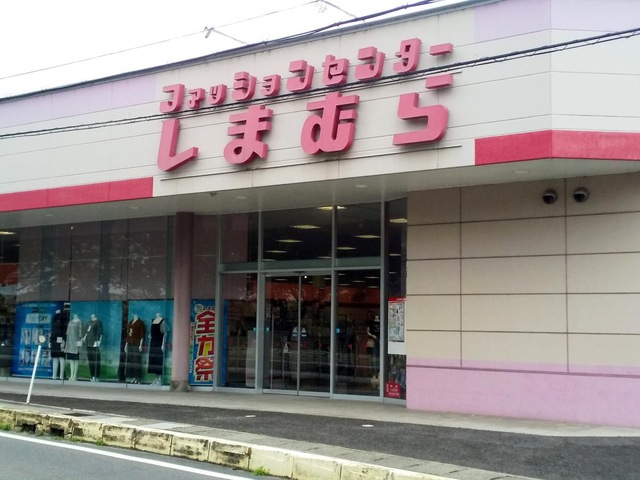 ファッションセンター
しまむら
全力祭